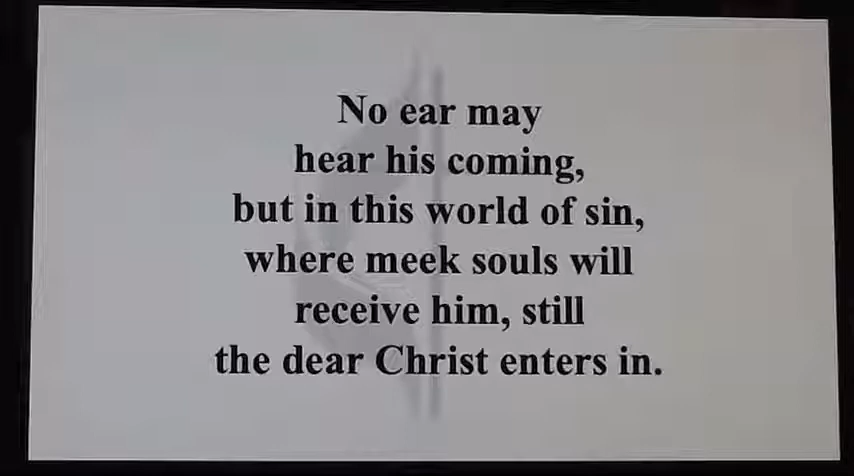 No ear may
hear his coming,
but in this world of sin,
where meek souls will
receive him, still
the dear Christ enters in.